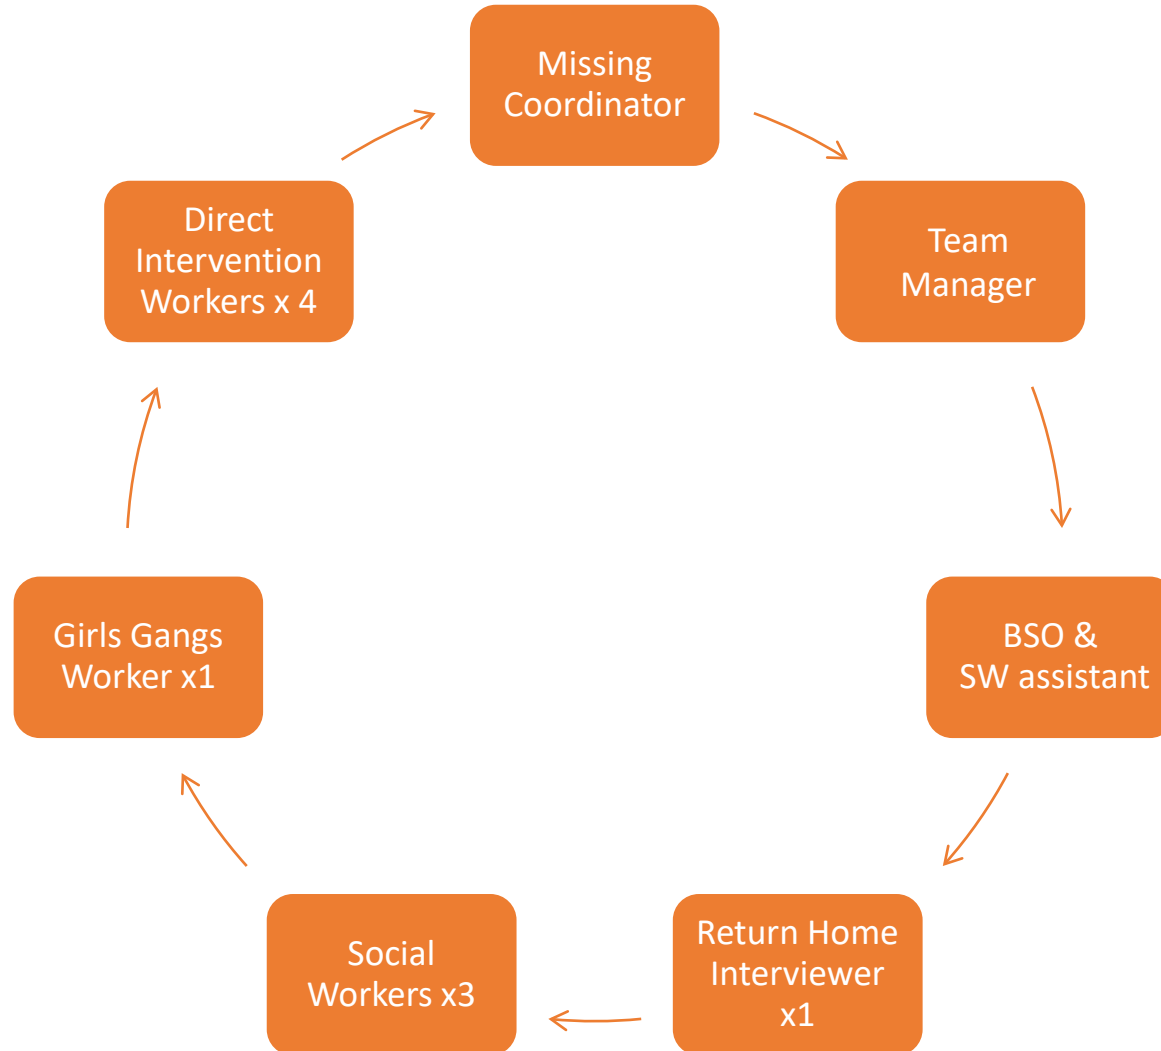 Missing
Coordinator
Team
Manager
BSO &
SW assistant
Return Home
Interviewer
x1
Social
Workers x3
Girls Gangs
Worker x1
Direct
Intervention
Workers x 4